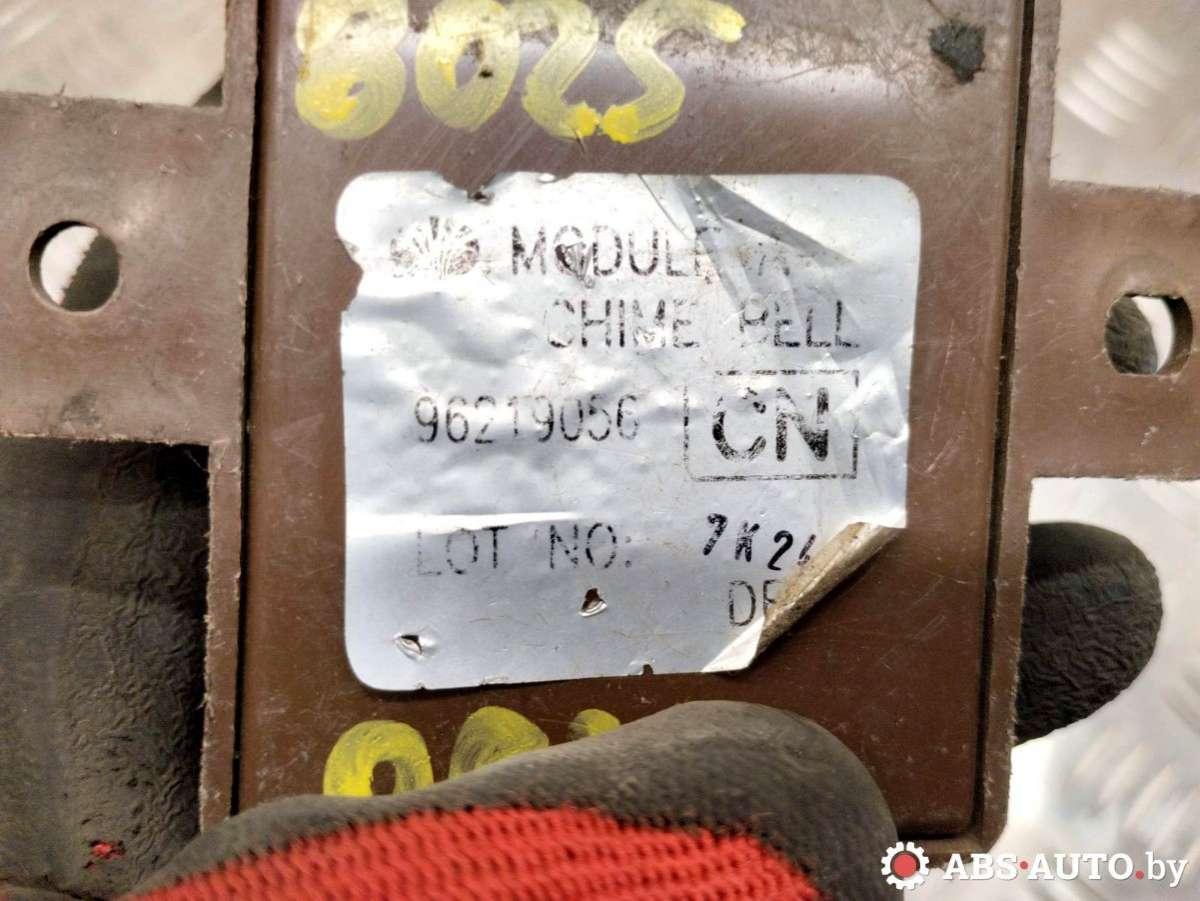 8025
MODULE
CHIME BELL
96219056 CN
LOT NO:
ABS-AUTO.by